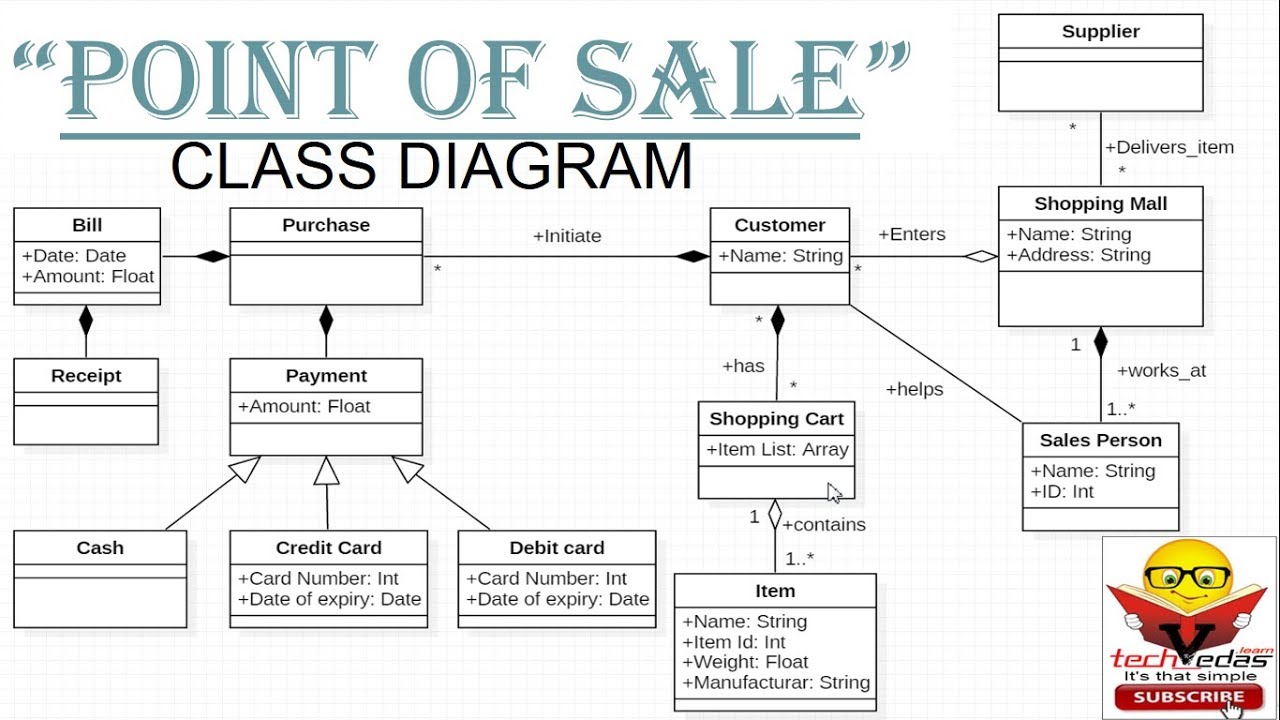 “POINT OF SALE”
CLASS DIAGRAM
Supplier
*
+Delivers_item
*
Shopping Mall
+Name: String
+Address: String
Bill
+Date: Date
+Amount: Float
Purchase
*
+Initiate
Customer
+Name: String
*
+Enters
Receipt
Payment
+Amount: Float
*
+has
*
+helps
1
+works_at
1..*
Shopping Cart
+Item List: Array
Sales Person
+Name: String
+ID: Int
Cash
Credit Card
+Card Number: Int
+Date of expiry: Date
Debit card
+Card Number: Int
+Date of expiry: Date
1
+contains
1..*
Item
+Name: String
+Item Id: Int
+Weight: Float
+Manufacturar: String
.learn
techVedas
It's that simple
SUBSCRIBE